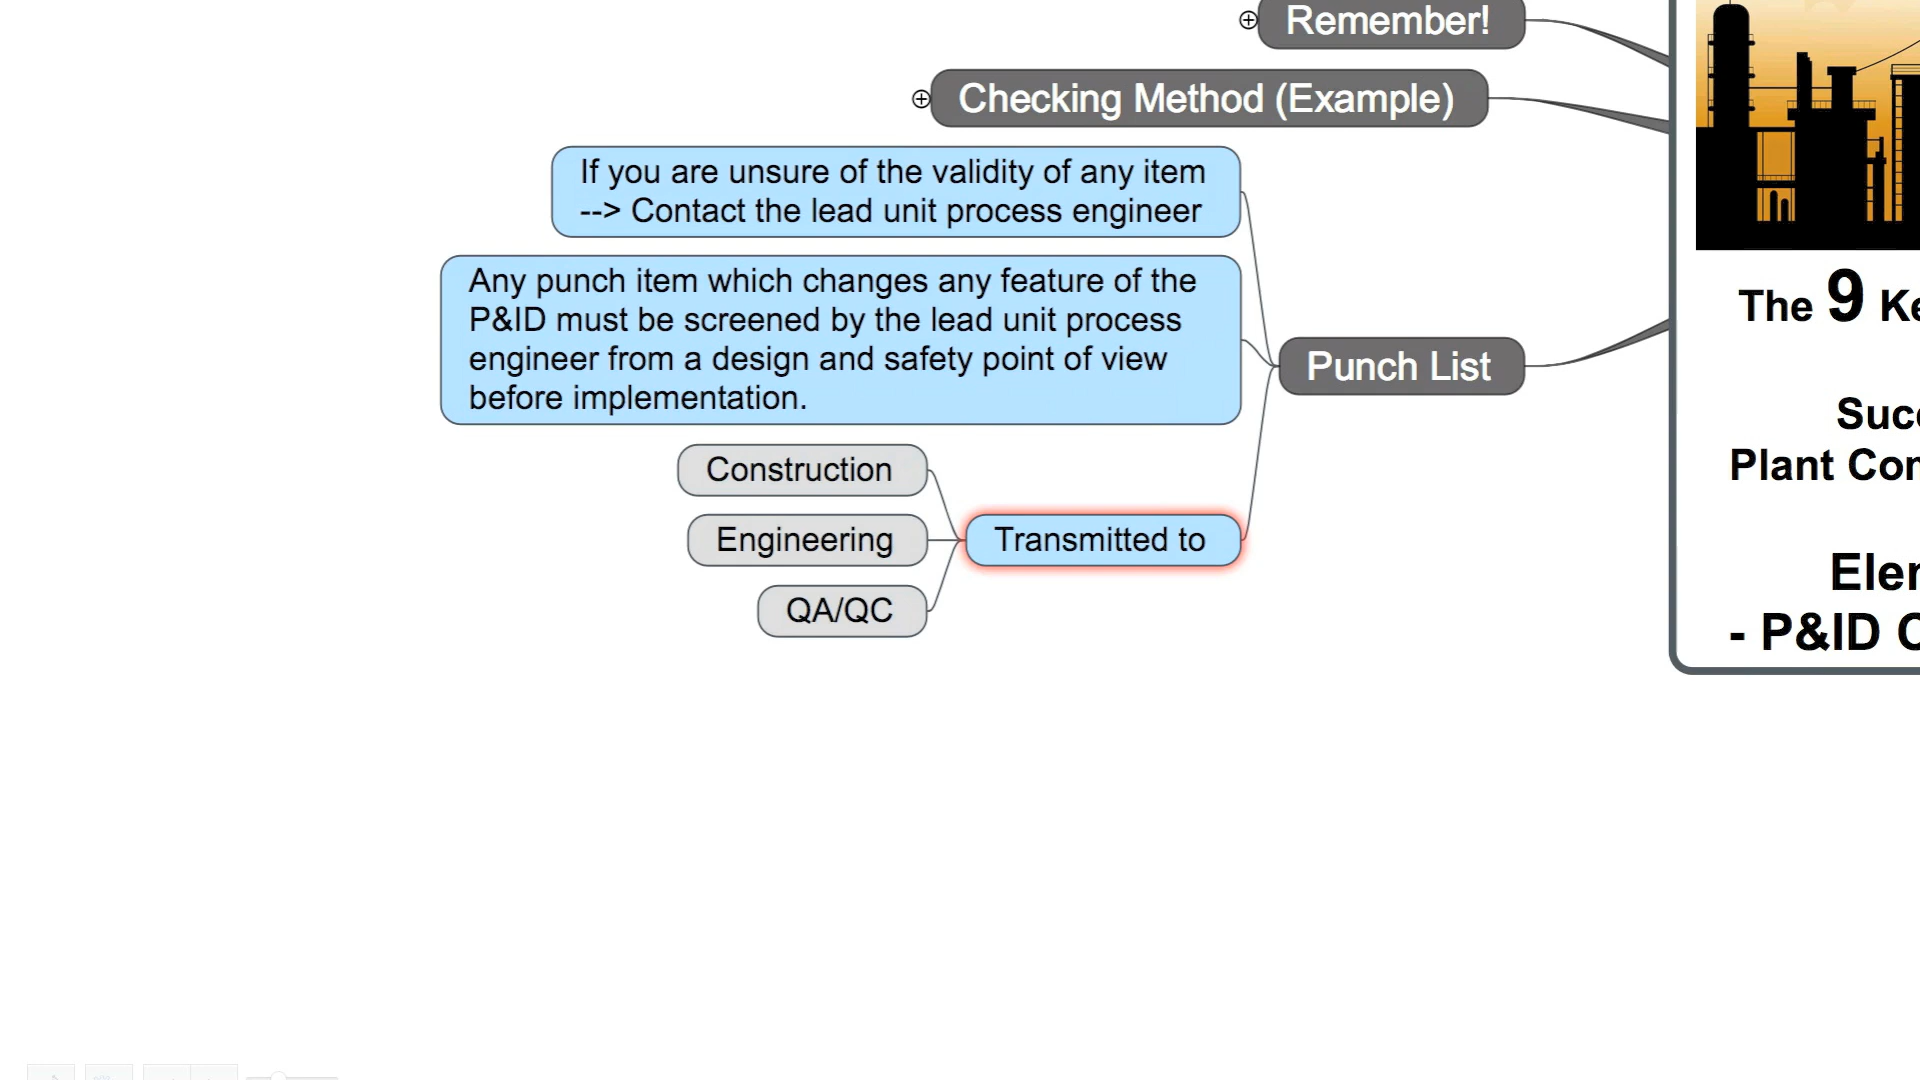 Remember!
Checking Method (Example)
If you are unsure of the validity of any item
--> Contact the lead unit process engineer
Any punch item which changes any feature of the
P&ID must be screened by the lead unit process
engineer from a design and safety point of view
before implementation.
Punch List
Construction
Engineering
QA/QC
Transmitted to
The 9
Plant
- P&ID